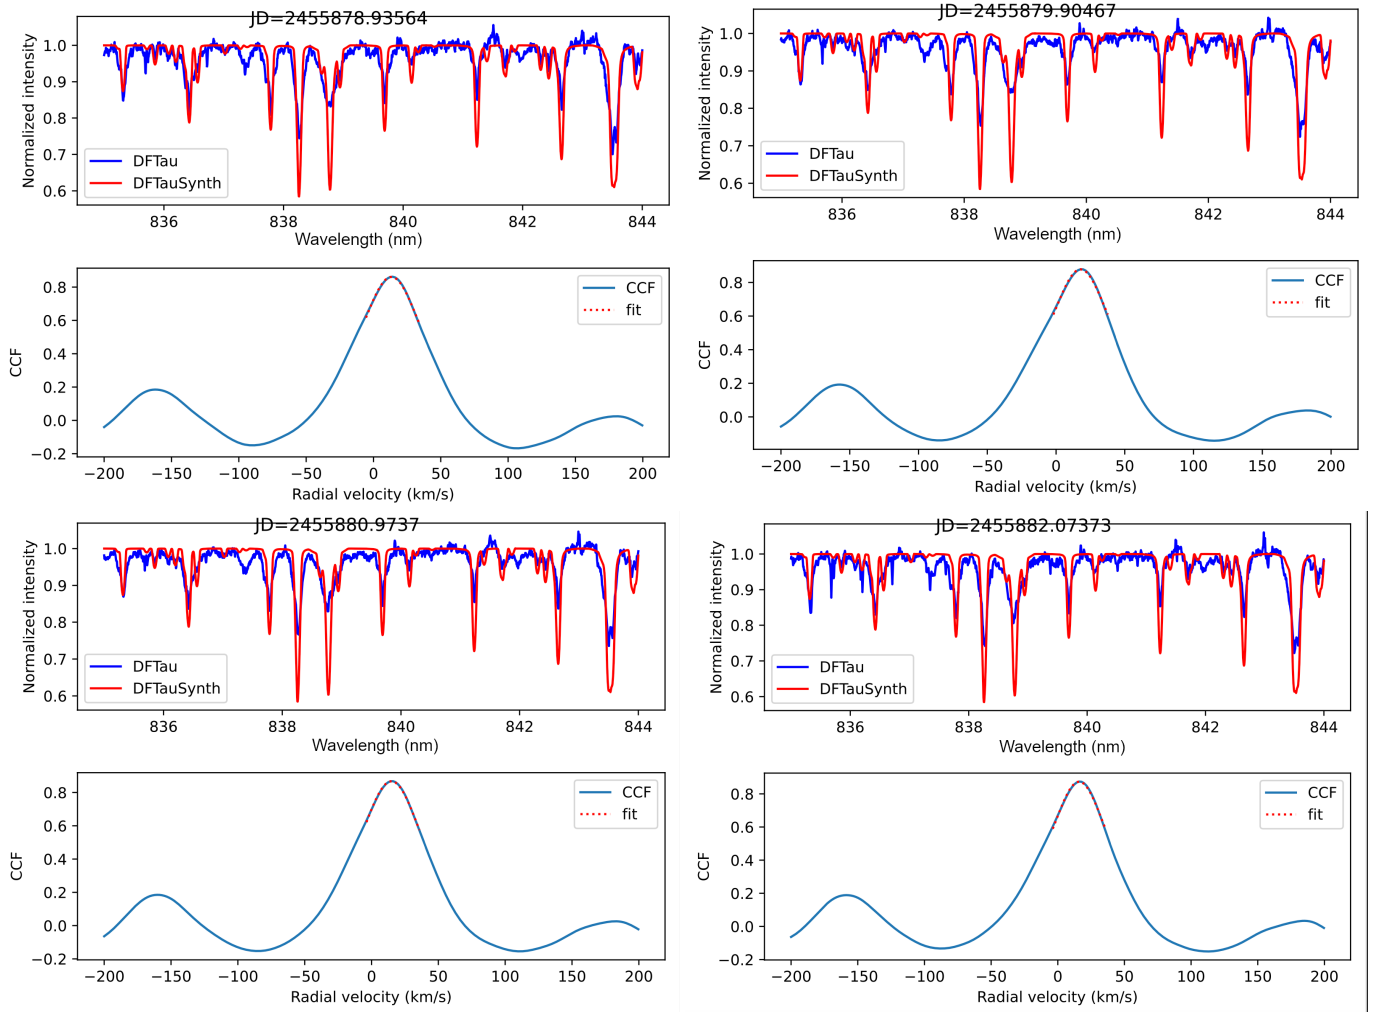 JD=2455878.93564
Normalized intensity
1.0
0.9
0.8
0.7
0.6
DFTau
DFTauSynth
836
838
840
842
844
Wavelength (nm)
CCF
0.8
0.6
0.4
0.2
0.0
−0.2
CCF
fit
−200
−150
−100
−50
0
50
100
150
200
Radial velocity (km/s)
JD=2455879.90467
Normalized intensity
1.0
0.9
0.8
0.7
0.6
DFTau
DFTauSynth
836
838
840
842
844
Wavelength (nm)
CCF
0.8
0.6
0.4
0.2
0.0
CCF
fit
−200
−150
−100
−50
0
50
100
150
200
Radial velocity (km/s)
JD=2455880.9737
Normalized intensity
1.0
0.9
0.8
0.7
0.6
DFTau
DFTauSynth
836
838
840
842
844
Wavelength (nm)
CCF
0.8
0.6
0.4
0.2
0.0
−0.2
CCF
fit
−200
−150
−100
−50
0
50
100
150
200
Radial velocity (km/s)
JD=2455882.07373
Normalized intensity
1.0
0.9
0.8
0.7
0.6
DFTau
DFTauSynth
836
838
840
842
844
Wavelength (nm)
CCF
0.8
0.6
0.4
0.2
0.0
−0.2
CCF
fit
−200
−150
−100
−50
0
50
100
150
200
Radial velocity (km/s)